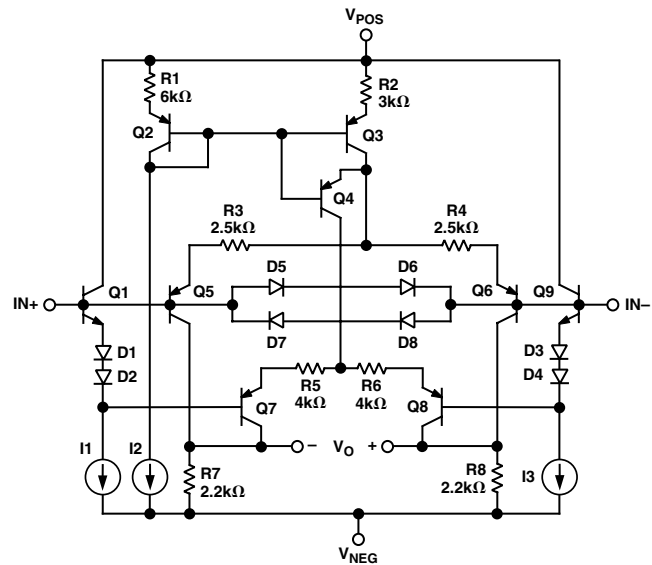 VPOS
R1
6kΩ
R2
3kΩ
Q2
Q3
Q4
R3
2.5kΩ
R4
2.5kΩ
D5
D6
IN+
Q1
Q5
Q6
Q9
IN–
D7
D8
D1
D2
D3
D4
R5
4kΩ
R6
4kΩ
Q7
Q8
I1
I2
– VO +
R7
2.2kΩ
R8
2.2kΩ
I3
VNEG